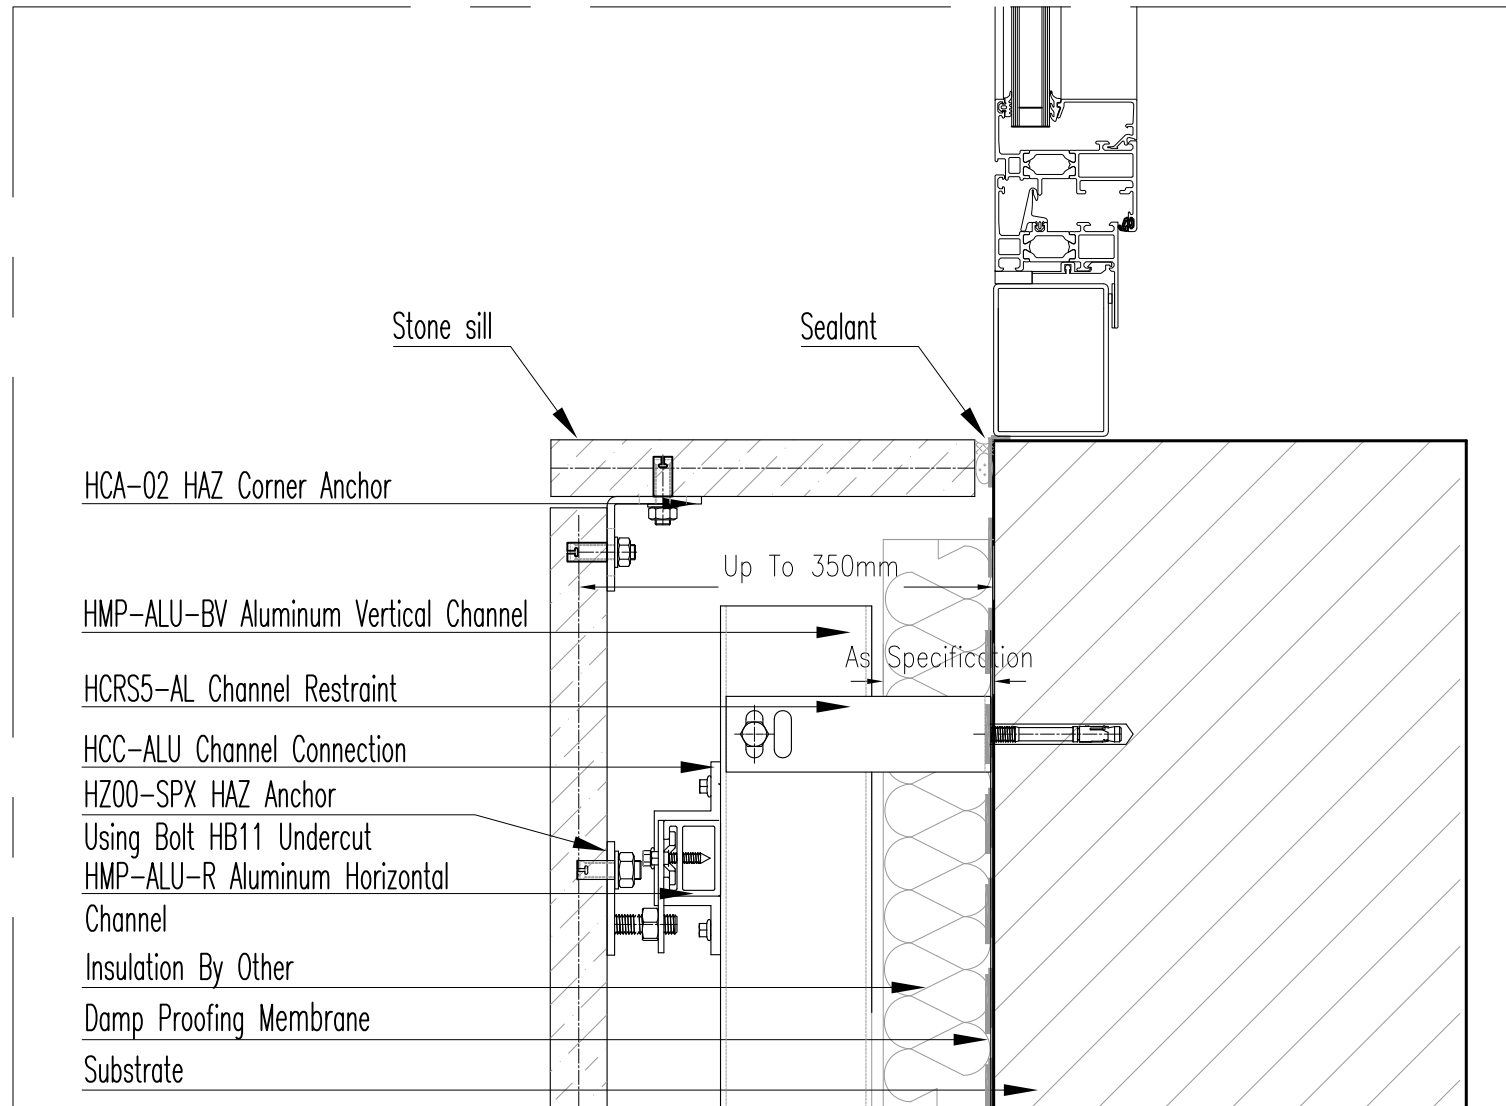 Stone sill
Sealant
HCA-02 HAZ Corner Anchor
Up To 350mm
HMP-ALU-BV Aluminum Vertical Channel
As Specification
HCRS5-AL Channel Restraint
HCC-ALU Channel Connection
HZ00-SPX HAZ Anchor
Using Bolt HB11 Undercut
HMP-ALU-R Aluminum Horizontal
Channel
Insulation By Other
Damp Proofing Membrane
Substrate